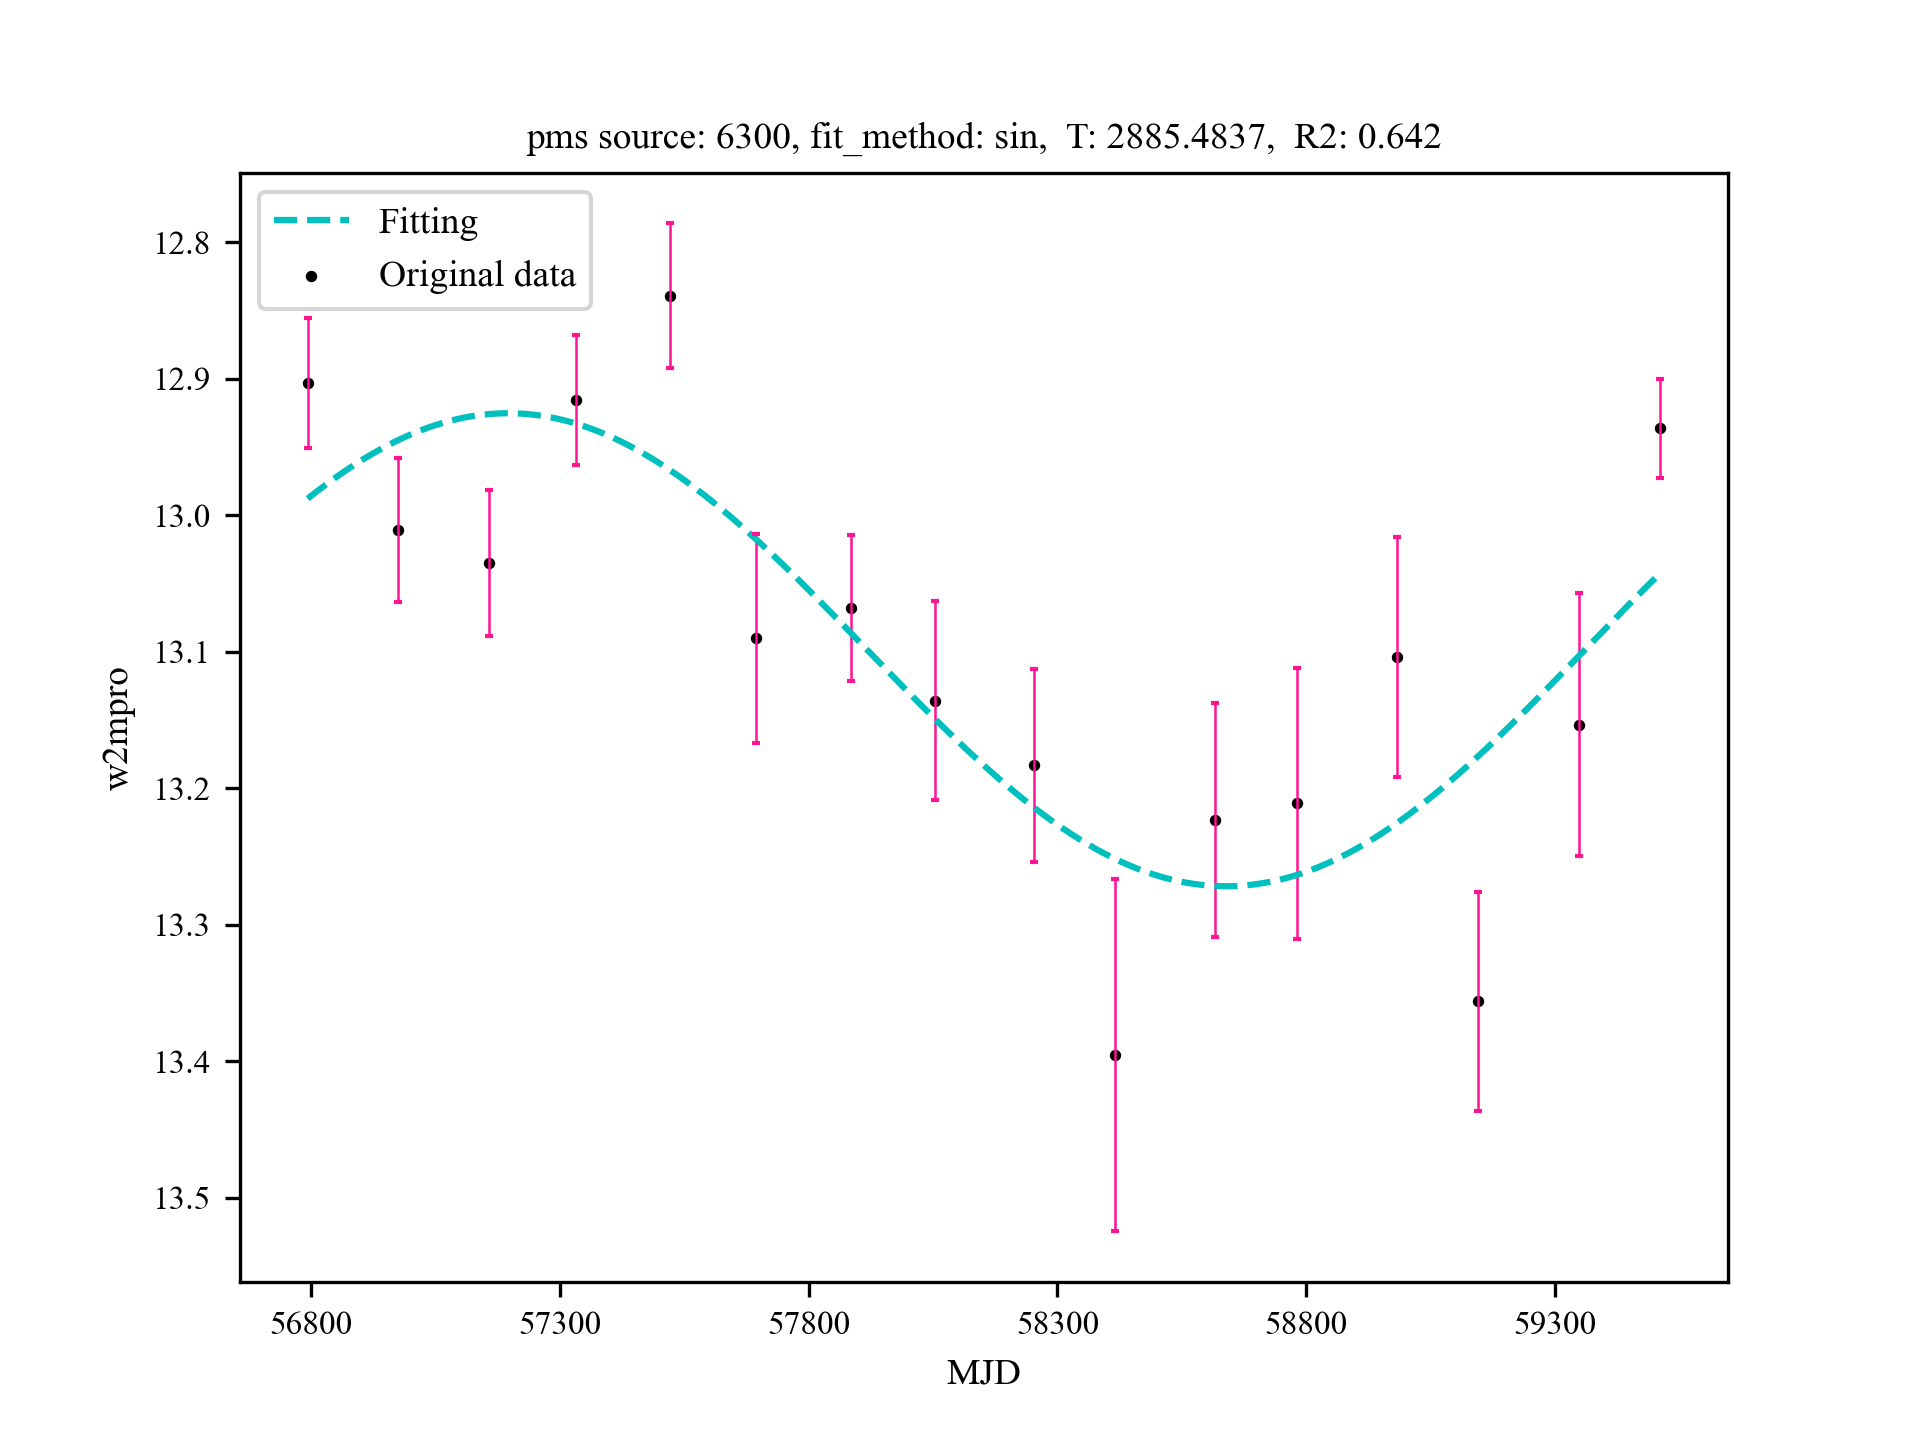 pms source: 6300, fit_method: sin,  T: 2885.4837,  R2: 0.642
Fitting
Original data
12.8
12.9
13.0
13.1
13.2
13.3
13.4
13.5
w2mpro
56800 57300 57800 58300 58800 59300
MJD